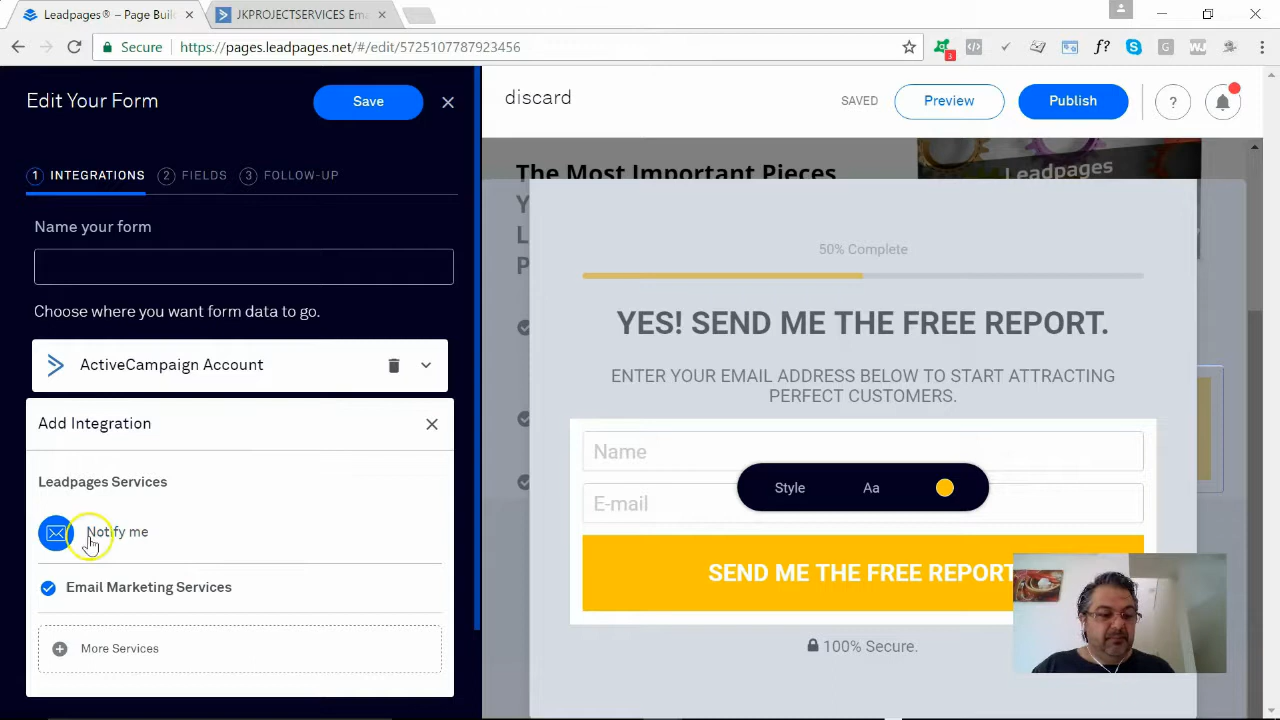 Leadpages® - Page Buil
JKPROJECTSERVICES Ema
Secure
https://pages.leadpages.net/#/edit/5725107787923456
3
f?
G
WJ
Edit Your Form
Save
discard
SAVED
Preview
Publish
?
1 INTEGRATIONS
2 FIELDS
3 FOLLOW-UP
Name your form
Choose where you want form data to go.
ActiveCampaign Account
Add Integration
Leadpages Services
Notify me
Email Marketing Services
More Services
The Most Important Pieces
Y
L
P
Leadpages
50% Complete
YES! SEND ME THE FREE REPORT.
ENTER YOUR EMAIL ADDRESS BELOW TO START ATTRACTING
PERFECT CUSTOMERS.
Name
Style
Aa
E-mail
SEND ME THE FREE REPORT
100% Secure.